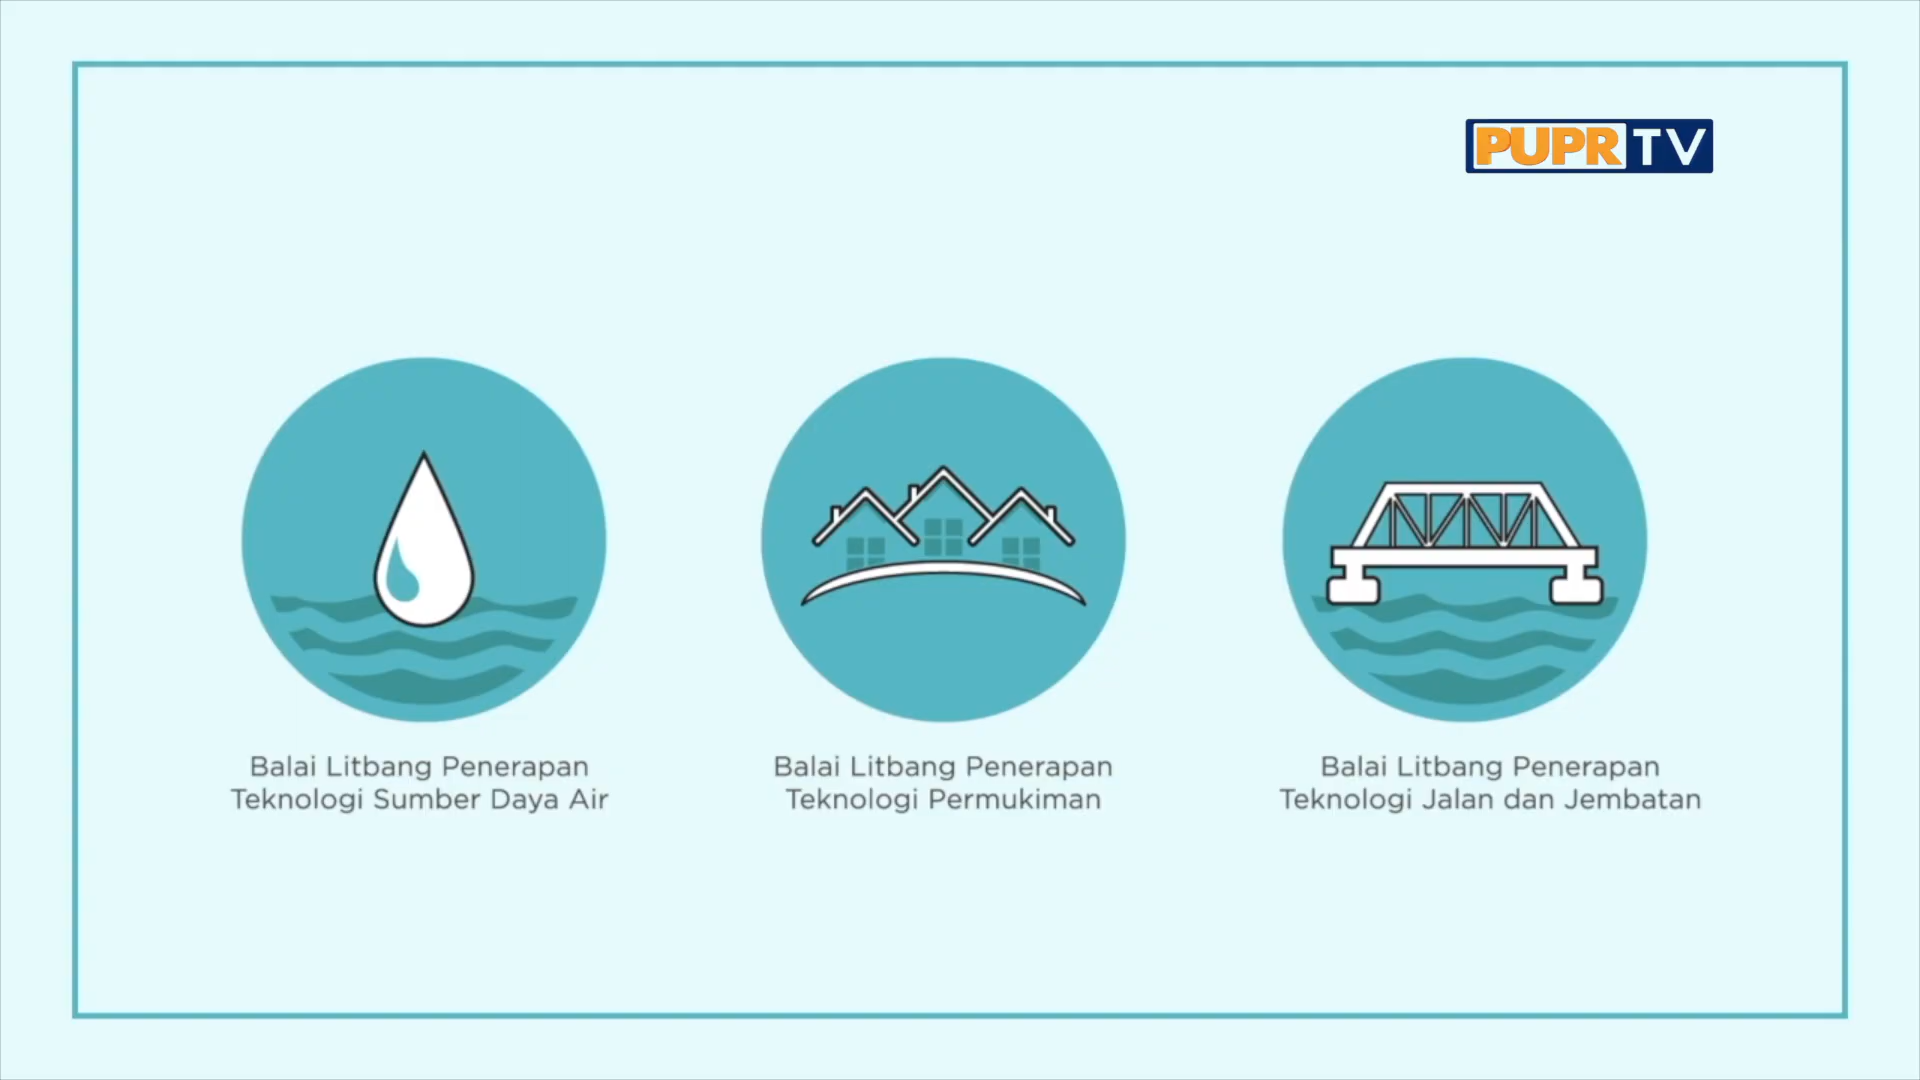 PUPR TV
Balai Litbang Penerapan
Teknologi Sumber Daya Air
Balai Litbang Penerapan
Teknologi Permukiman
Balai Litbang Penerapan
Teknologi Jalan dan Jembatan